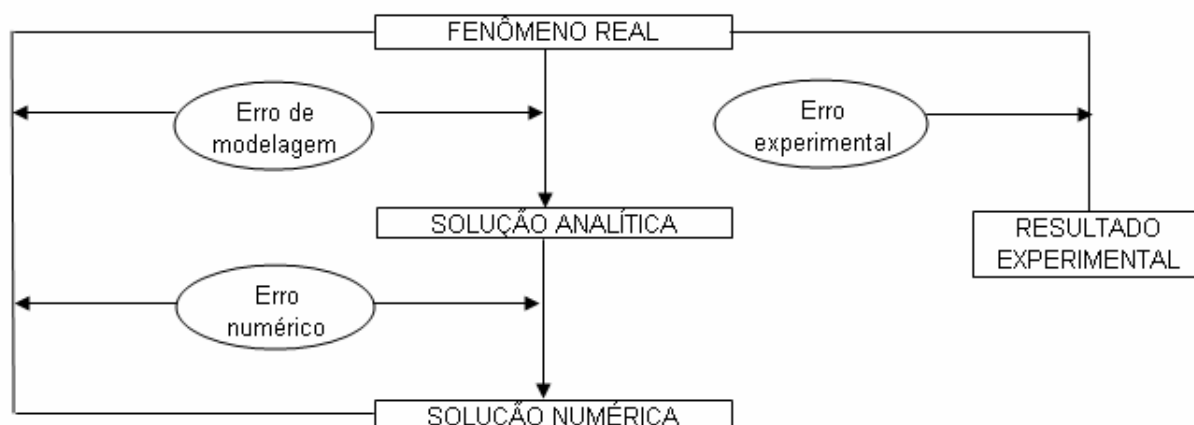 FENÔMENO REAL
Erro de
modelagem
Erro
experimental
SOLUÇÃO ANALÍTICA
RESULTADO
EXPERIMENTAL
Erro
numérico
SOLUÇÃO NUMÉRICA